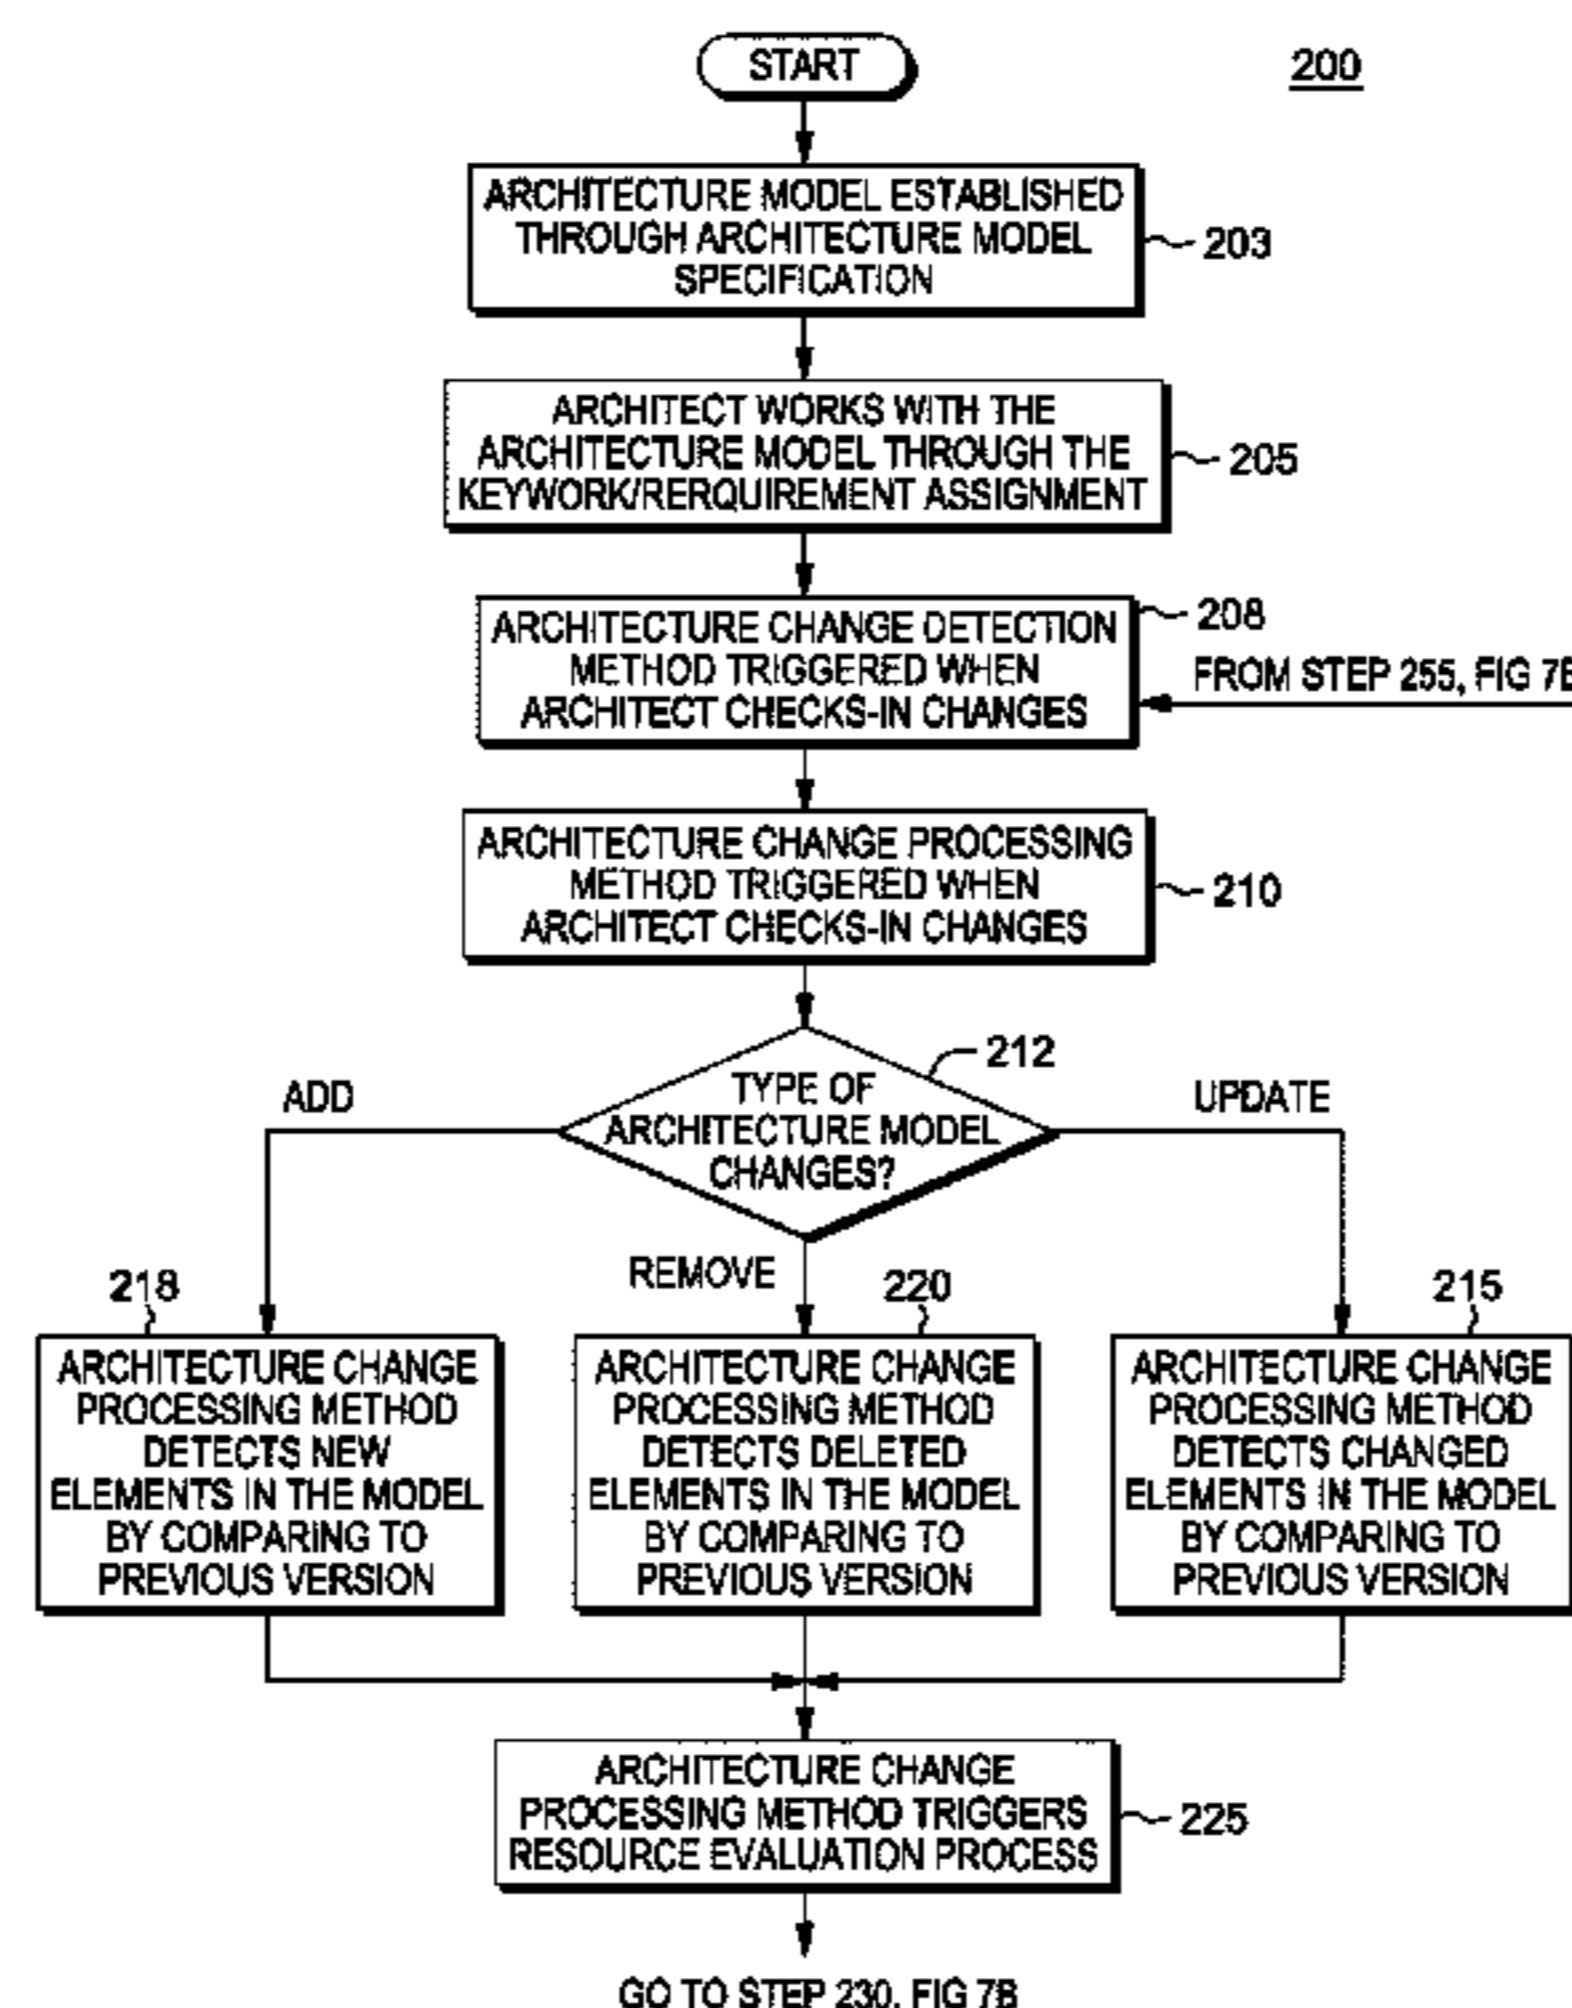 START
200
ARCHITECTURE MODEL ESTABLISHED
THROUGH ARCHITECTURE MODEL
SPECIFICATION
203
ARCHITECT WORKS WITH THE
ARCHITECTURE MODEL THROUGH THE
KEYWORK/RERQUIREMENT ASSIGNMENT
205
ARCHITECTURE CHANGE DETECTION
METHOD TRIGGERED WHEN
ARCHITECT CHECKS-IN CHANGES
208
FROM STEP 255, FIG 7B
ARCHITECTURE CHANGE PROCESSING
METHOD TRIGGERED WHEN
ARCHITECT CHECKS-IN CHANGES
210
TYPE OF
ARCHITECTURE MODEL
CHANGES?
212
ADD
REMOVE
UPDATE
218
ARCHITECTURE CHANGE
PROCESSING METHOD
DETECTS NEW
ELEMENTS IN THE MODEL
BY COMPARING TO
PREVIOUS VERSION
220
ARCHITECTURE CHANGE
PROCESSING METHOD
DETECTS DELETED
ELEMENTS IN THE MODEL
BY COMPARING TO
PREVIOUS VERSION
215
ARCHITECTURE CHANGE
PROCESSING METHOD
DETECTS CHANGED
ELEMENTS IN THE MODEL
BY COMPARING TO
PREVIOUS VERSION
ARCHITECTURE CHANGE
PROCESSING METHOD TRIGGERS
RESOURCE EVALUATION PROCESS
225
GO TO STEP 230, FIG 7B